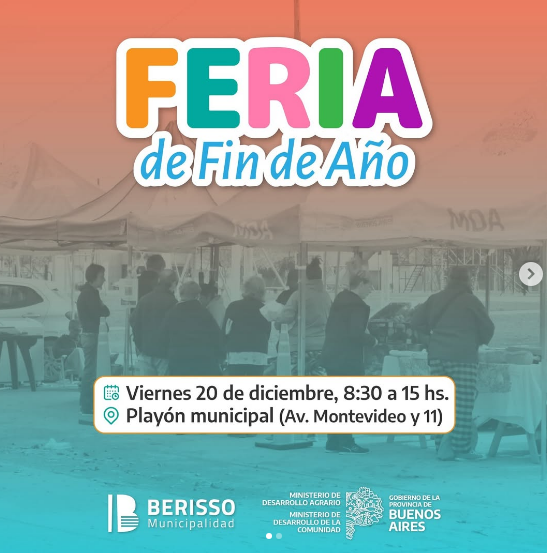 FERIA
de Fin de Año
Viernes 20 de diciembre, 8:30 a 15 hs.
Playón municipal (Av. Montevideo y 11)
BERISSO
Municipalidad
MINISTERIO DE
DESARROLLO AGRARIO
MINISTERIO DE
DESARROLLO DE LA
COMUNIDAD
GOBIERNO DE LA
PROVINCIA DE
BUENOS
AIRES